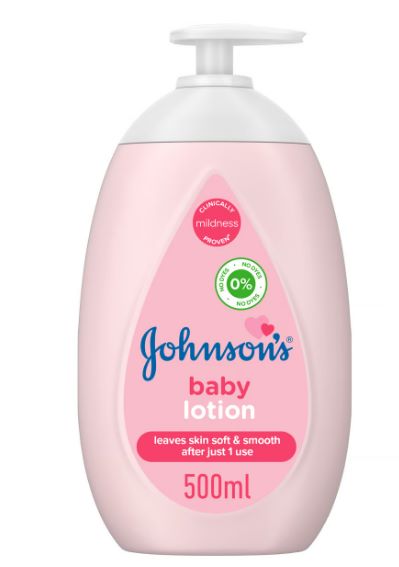 CLINICALLY
mildness
PROVEN*
NO DYES • NO DYES • NO DYES •
0%
Johnson's®
baby
lotion
leaves skin soft & smooth
after just 1 use
500ml